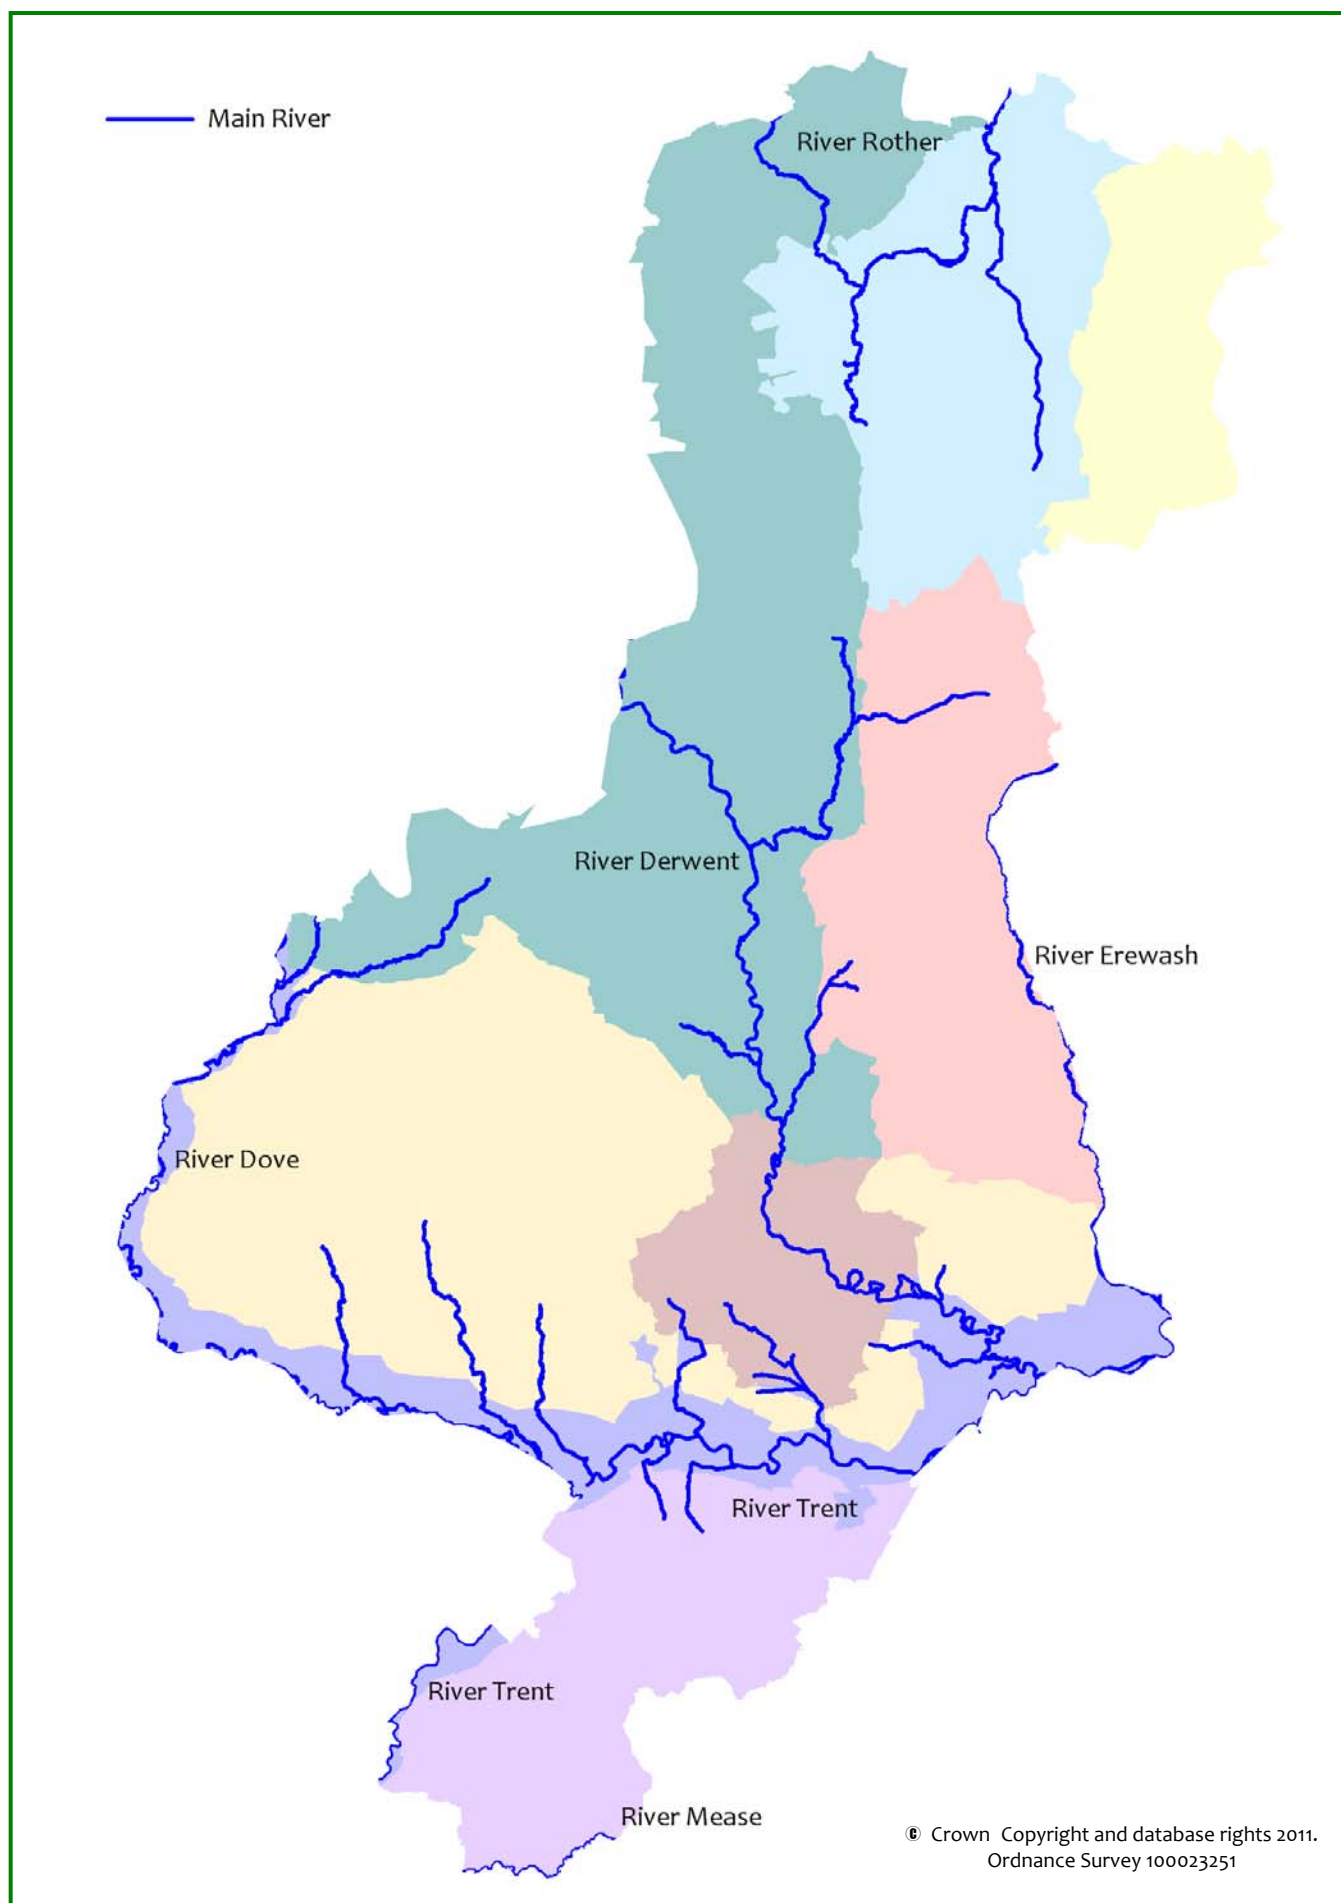 Main River
River Rother
River Derwent
River Erewash
River Dove
River Trent
River Trent
River Mease
© Crown Copyright and database rights 2011.
Ordnance Survey 100023251